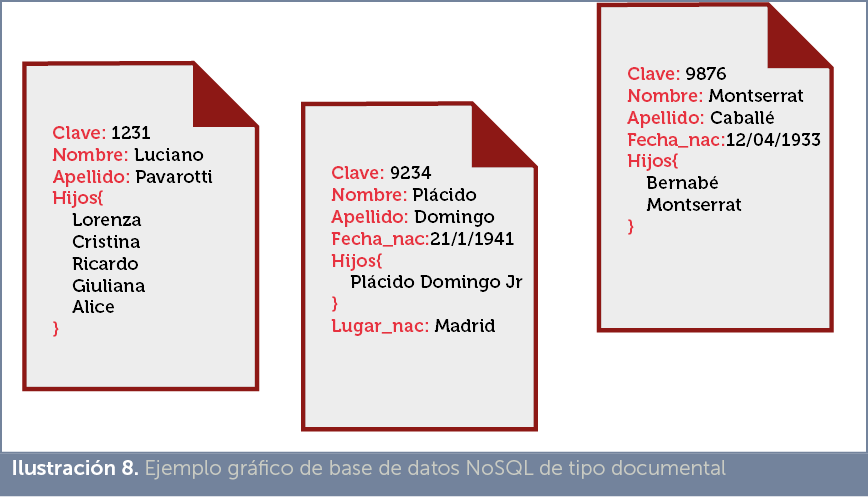 Clave: 1231
Nombre: Luciano
Apellido: Pavarotti
Hijos{
Lorenza
Cristina
Ricardo
Giuliana
Alice
}
Clave: 9234
Nombre: Plácido
Apellido: Domingo
Fecha_nac:21/1/1941
Hijos{
Plácido Domingo Jr
}
Lugar_nac: Madrid
Clave: 9876
Nombre: Montserrat
Apellido: Caballé
Fecha_nac:12/04/1933
Hijos{
Bernabé
Montserrat
}
Ilustración 8. Ejemplo gráfico de base de datos NoSQL de tipo documental